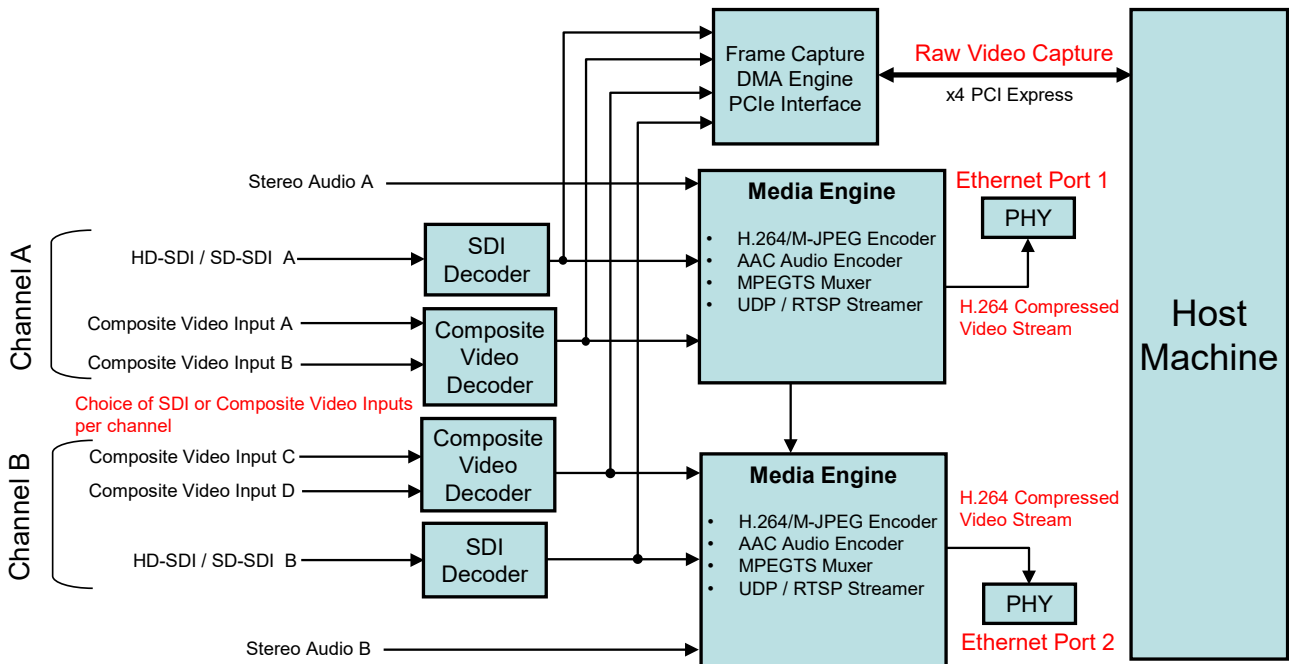 Frame Capture
DMA Engine
PCIe Interface
Raw Video Capture
x4 PCI Express
Host
Machine
Channel A
Stereo Audio A
HD-SDI / SD-SDI A
SDI
Decoder
Composite Video Input A
Composite Video Input B
Composite
Video
Decoder
Media Engine
• H.264/M-JPEG Encoder
• AAC Audio Encoder
• MPEGTS Muxer
• UDP / RTSP Streamer
Ethernet Port 1
PHY
H.264 Compressed
Video Stream
Choice of SDI or Composite Video Inputs
per channel
Channel B
Composite Video Input C
Composite Video Input D
Composite
Video
Decoder
HD-SDI / SD-SDI B
SDI
Decoder
Stereo Audio B
Media Engine
• H.264/M-JPEG Encoder
• AAC Audio Encoder
• MPEGTS Muxer
• UDP / RTSP Streamer
H.264 Compressed
Video Stream
PHY
Ethernet Port 2